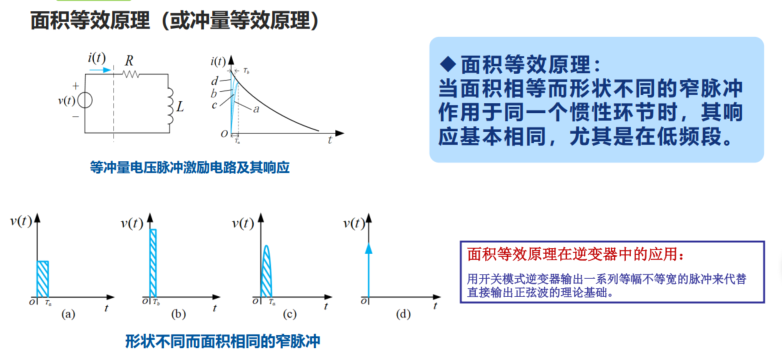 面积等效原理（或冲量等效原理）
i(t) R
+
v(t)
−
L
i(t)
d
b
c
a
τₐ
O
τₐ
t
等冲量电压脉冲激励电路及其响应
◆面积等效原理：
当面积相等而形状不同的窄脉冲
作用于同一个惯性环节时，其响
应基本相同，尤其是在低频段。
v(t) v(t) v(t) v(t)
O τₐ t O τₐ t O τₐ t O t
(a) (b) (c) (d)
形状不同而面积相同的窄脉冲
面积等效原理在逆变器中的应用：
用开关模式逆变器输出一系列等幅不等宽的脉冲来代替
直接输出正弦波的理论基础。